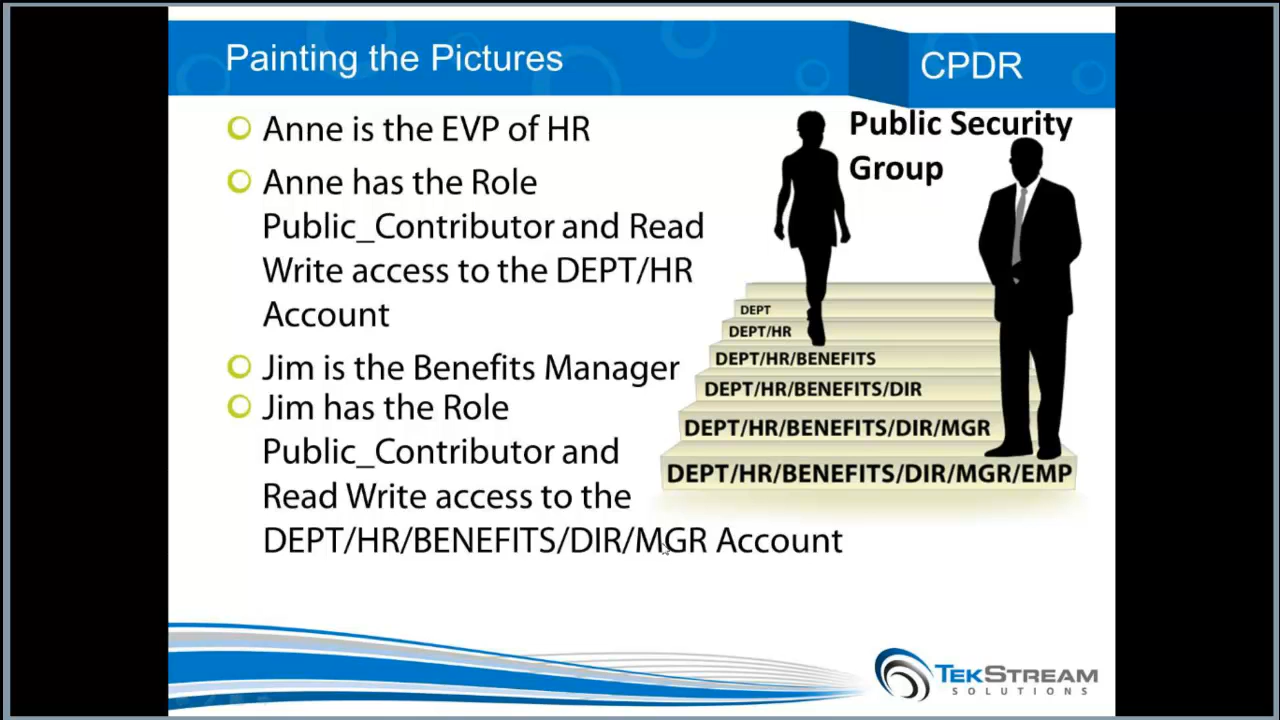 Painting the Pictures
CPDR
Anne is the EVP of HR
Anne has the Role
Public_Contributor and Read
Write access to the DEPT/HR
Account
Jim is the Benefits Manager
Jim has the Role
Public_Contributor and
Read Write access to the
DEPT/HR/BENEFITS/DIR/MGR Account
Public Security
Group
DEPT
DEPT/HR
DEPT/HR/BENEFITS
DEPT/HR/BENEFITS/DIR
DEPT/HR/BENEFITS/DIR/MGR
DEPT/HR/BENEFITS/DIR/MGR/EMP
TEKSTREAM
SOLUTIONS